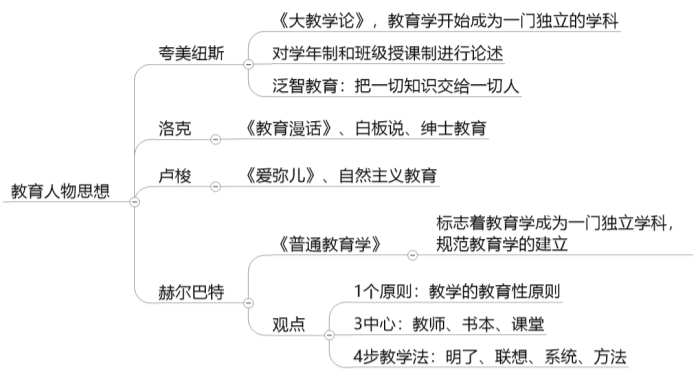 教育人物思想
夸美纽斯
《大教学论》，教育学开始成为一门独立的学科
对学年制和班级授课制进行论述
泛智教育：把一切知识交给一切人
洛克
《教育漫话》、白板说、绅士教育
卢梭
《爱弥儿》、自然主义教育
赫尔巴特
《普通教育学》
标志着教育学成为一门独立学科，
规范教育学的建立
观点
1个原则：教学的教育性原则
3中心：教师、书本、课堂
4步教学法：明了、联想、系统、方法